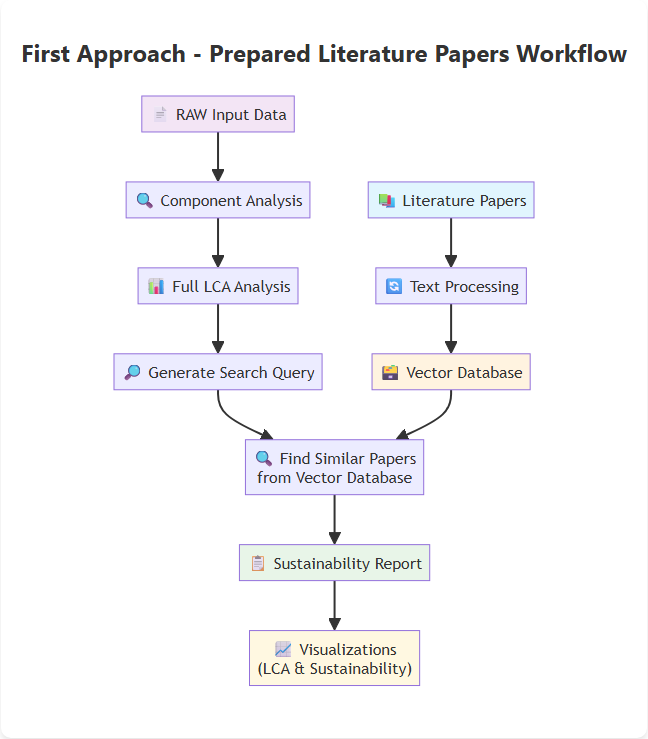 First Approach - Prepared Literature Papers Workflow
RAW Input Data
Component Analysis
Literature Papers
Full LCA Analysis
Text Processing
Generate Search Query
Vector Database
Find Similar Papers
from Vector Database
Sustainability Report
Visualizations
(LCA & Sustainability)